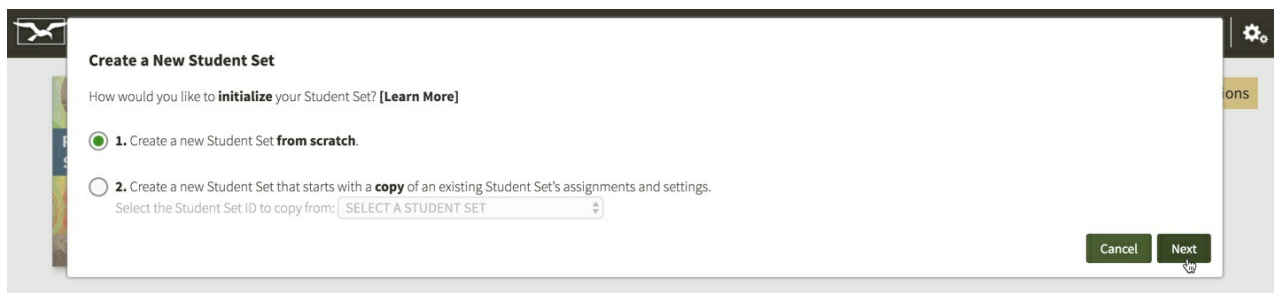 Create a New Student Set
How would you like to initialize your Student Set? [Learn More]
1. Create a new Student Set from scratch.
2. Create a new Student Set that starts with a copy of an existing Student Set's assignments and settings.
Select the Student Set ID to copy from: SELECT A STUDENT SET
Cancel Next